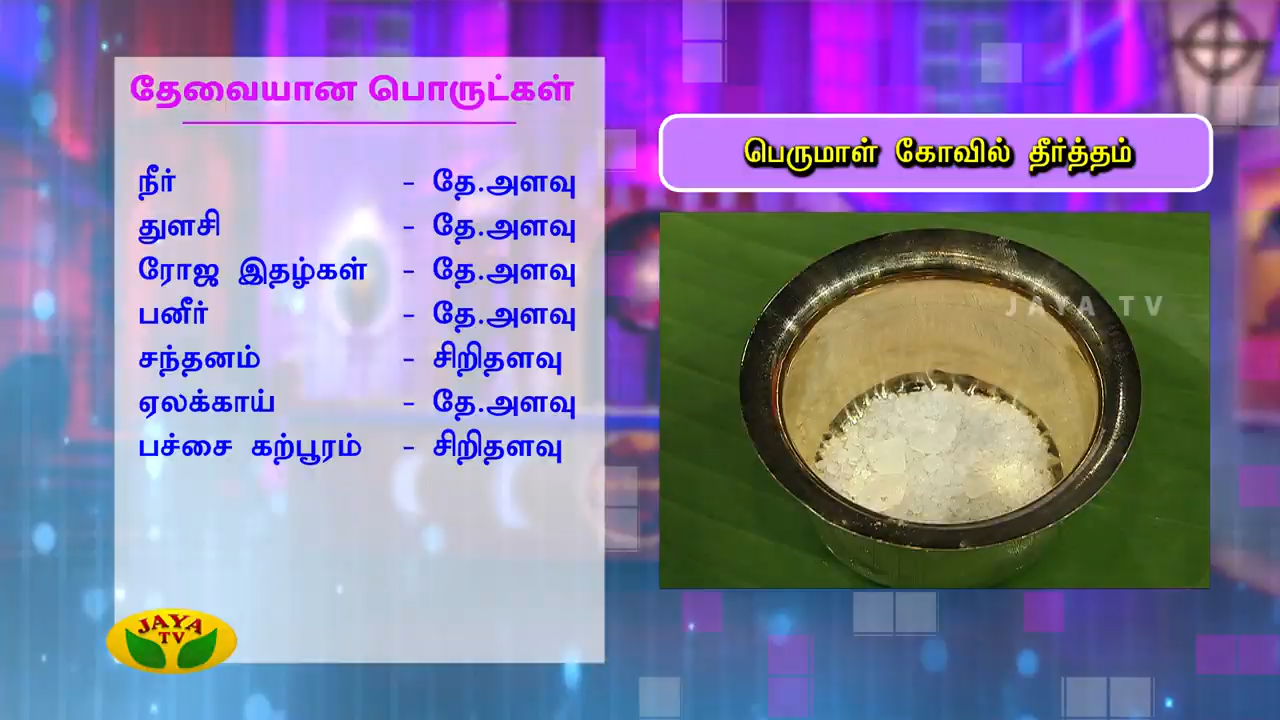 தேவையான பொருட்கள்
நீர் - தே.அளவு
துளசி - தே.அளவு
ரோஜ இதழ்கள் - தே.அளவு
பனீர் - தே.அளவு
சந்தனம் - சிறிதளவு
ஏலக்காய் - தே.அளவு
பச்சை கற்பூரம் - சிறிதளவு
பெருமாள் கோவில் தீர்த்தம்
JAYA TV
JAYA
TV